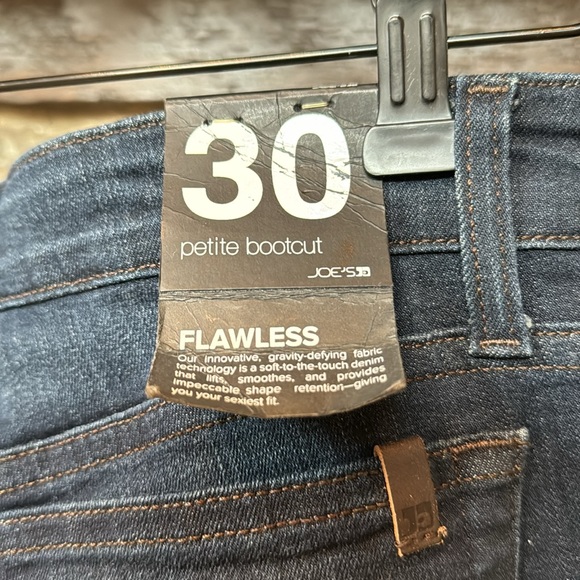 30
petite bootcut
JOE'S
FLAWLESS
Our innovative, gravity-defying fabric
technology is a soft-to-the-touch denim
that lifts, smoothes, and provides
impeccable shape retention—giving
you your sexiest fit.